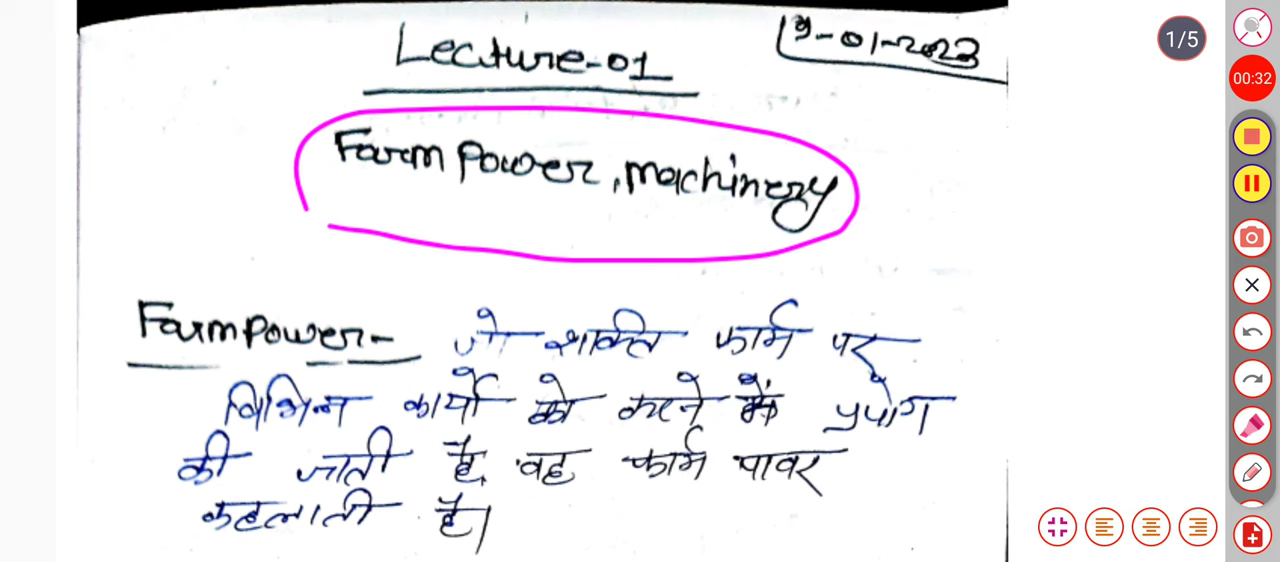 Lecture-01
9-01-2023
1/5
00:32
Farm Power, machinery
Farm Power- जो शक्ति फार्म पर
विभिन्न कार्यो को करने में प्रयोग
की जाती है, वह फार्म पावर
कहलाती है।